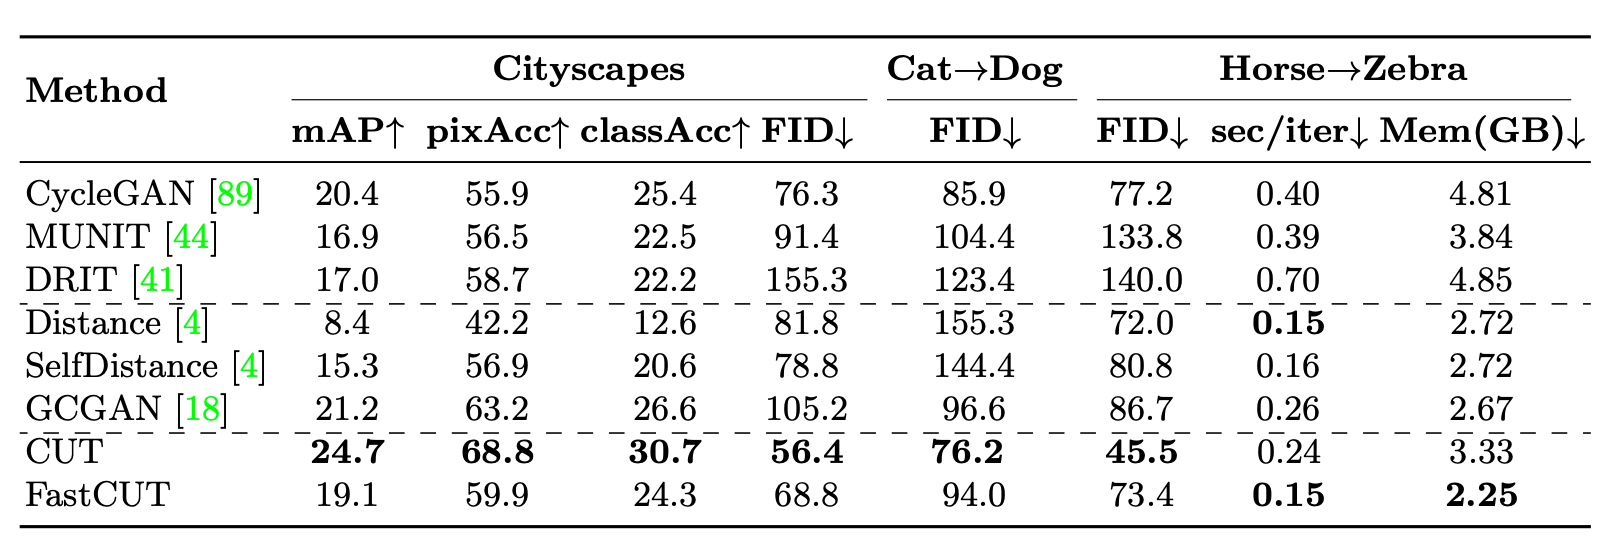 Method Cityscapes Cat→Dog Horse→Zebra
mAP↑ pixAcc↑ classAcc↑ FID↓ FID↓ FID↓ sec/iter↓ Mem(GB)↓
CycleGAN [89] 20.4 55.9 25.4 76.3 85.9 77.2 0.40 4.81
MUNIT [44] 16.9 56.5 22.5 91.4 104.4 133.8 0.39 3.84
DRIT [41] 17.0 58.7 22.2 155.3 123.4 140.0 0.70 4.85
Distance [4] 8.4 42.2 12.6 81.8 155.3 72.0 0.15 2.72
SelfDistance [4] 15.3 56.9 20.6 78.8 144.4 80.8 0.16 2.72
GCGAN [18] 21.2 63.2 26.6 105.2 96.6 86.7 0.26 2.67
CUT 24.7 68.8 30.7 56.4 76.2 45.5 0.24 3.33
FastCUT 19.1 59.9 24.3 68.8 94.0 73.4 0.15 2.25